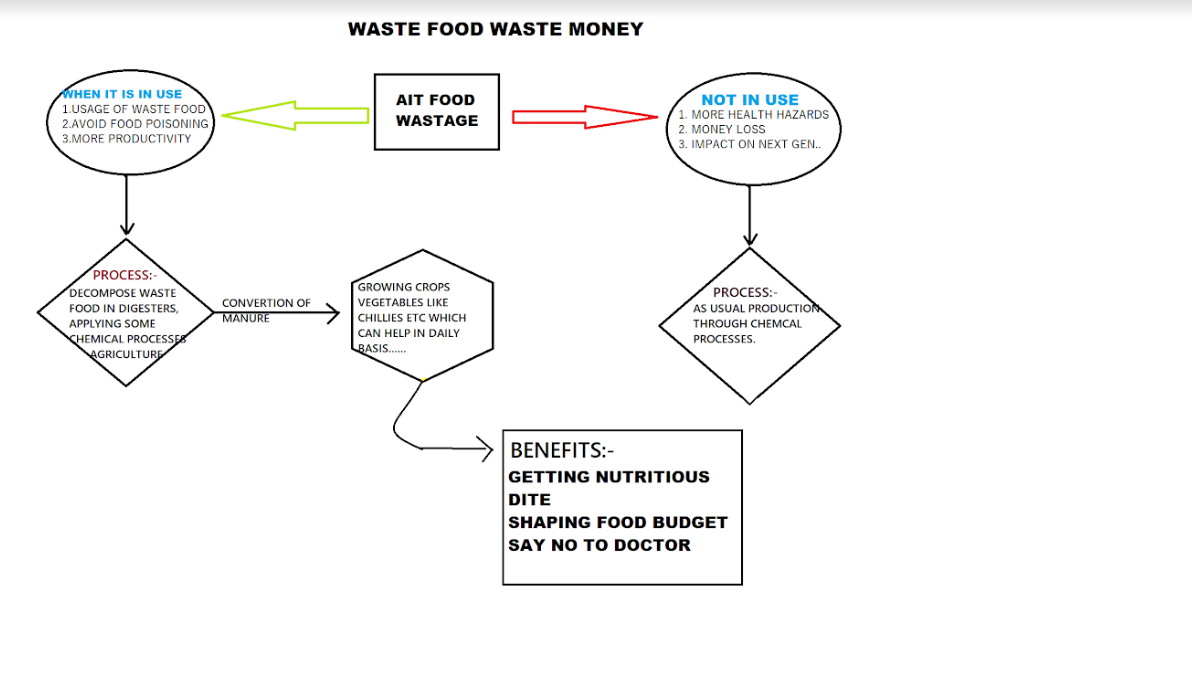 WASTE FOOD WASTE MONEY
WHEN IT IS IN USE
1.USAGE OF WASTE FOOD
2.AVOID FOOD POISONING
3.MORE PRODUCTIVITY
AIT FOOD
WASTAGE
NOT IN USE
1. MORE HEALTH HAZARDS
2. MONEY LOSS
3. IMPACT ON NEXT GEN..
PROCESS:-
DECOMPOSE WASTE
FOOD IN DIGESTERS,
APPLYING SOME
CHEMICAL PROCESSES
AGRICULTURE
CONVERTION OF
MANURE
GROWING CROPS
VEGETABLES LIKE
CHILLIES ETC WHICH
CAN HELP IN DAILY
BASIS......
PROCESS:-
AS USUAL PRODUCTION
THROUGH CHEMCAL
PROCESSES.
BENEFITS:-
GETTING NUTRITIOUS
DITE
SHAPING FOOD BUDGET
SAY NO TO DOCTOR